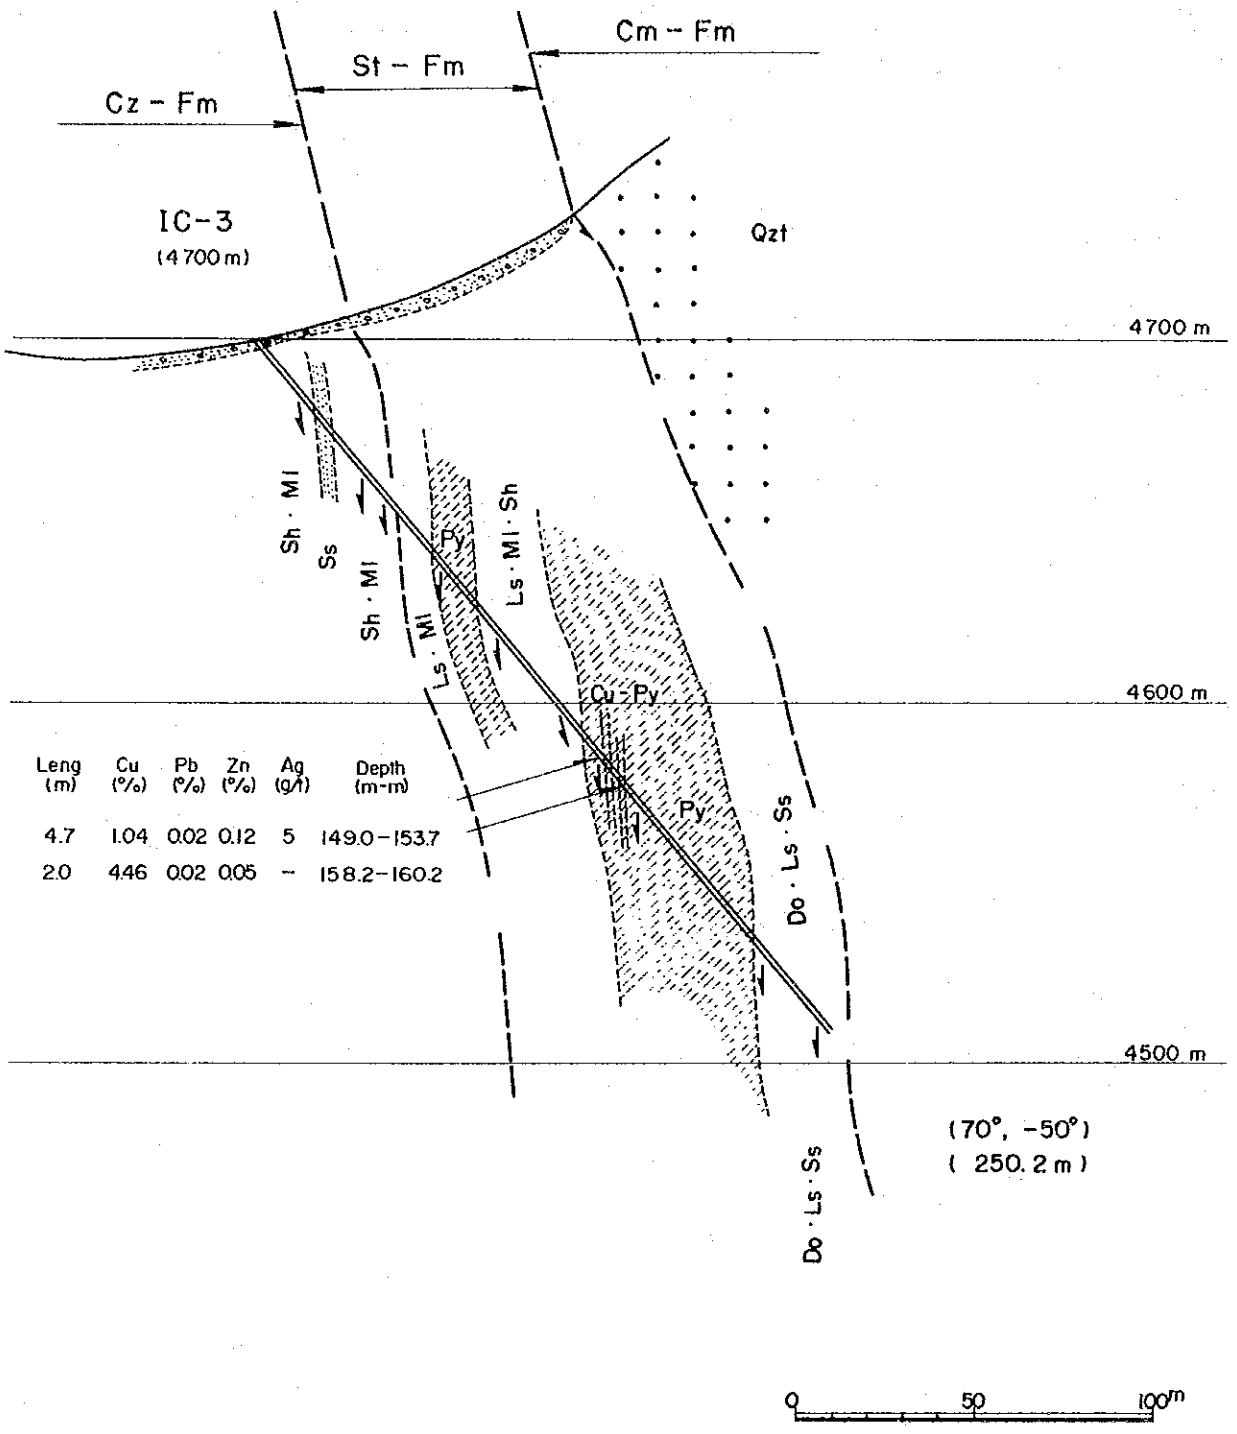 Cm - Fm
St - Fm
Cz - Fm
IC-3
(4700m)
Qzt
4700 m
Sh · Ml
Ss
Sh · Ml
Ls · Ml
Py
Ls · Ml · Sh
Cu - Py
4600 m
Leng Cu Pb Zn Ag Depth
(m) (%) (%) (%) (g/t) (m-m)
4.7 1.04 0.02 0.12 5 149.0-153.7
2.0 4.46 0.02 0.05 - 158.2-160.2
Py
Do · Ls · Ss
4500 m
(70°, -50°)
( 250.2 m )
Do · Ls · Ss
0 50 100m